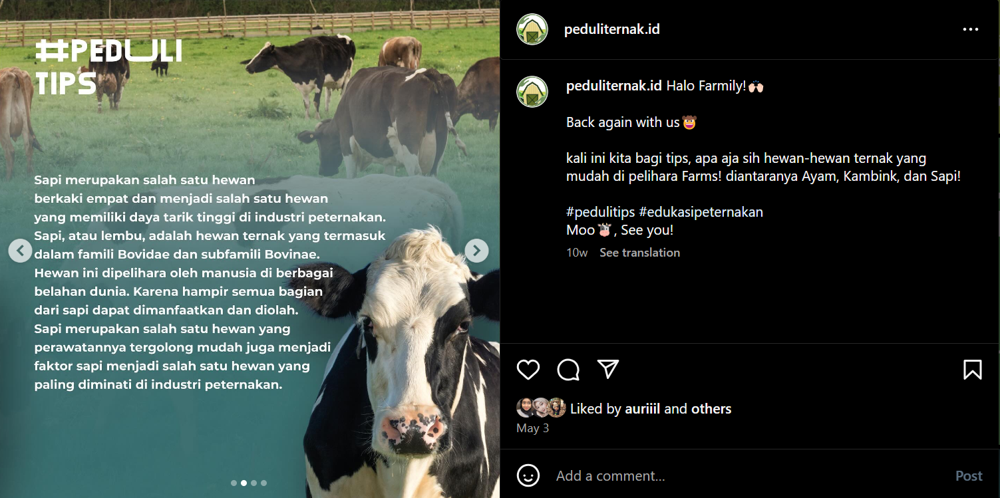 #PEDULI
TIPS
Sapi merupakan salah satu hewan
berkaki empat dan menjadi salah satu hewan
yang memiliki daya tarik tinggi di industri peternakan.
Sapi, atau lembu, adalah hewan ternak yang termasuk
dalam famili Bovidae dan subfamili Bovinae.
Hewan ini dipelihara oleh manusia di berbagai
belahan dunia. Karena hampir semua bagian
dari sapi dapat dimanfaatkan dan diolah.
Sapi merupakan salah satu hewan yang
perawatannya tergolong mudah juga menjadi
faktor sapi menjadi salah satu hewan yang
paling diminati di industri peternakan.
peduliternak.id
peduliternak.id Halo Farmily!🙌🏻
Back again with us🤠
kali ini kita bagi tips, apa aja sih hewan-hewan ternak yang
mudah di pelihara Farms! diantaranya Ayam, Kambink, dan Sapi!
#pedulitips #edukasipeternakan
Moo🐮, See you!
10w See translation
Liked by auriiil and others
May 3
Add a comment...
Post